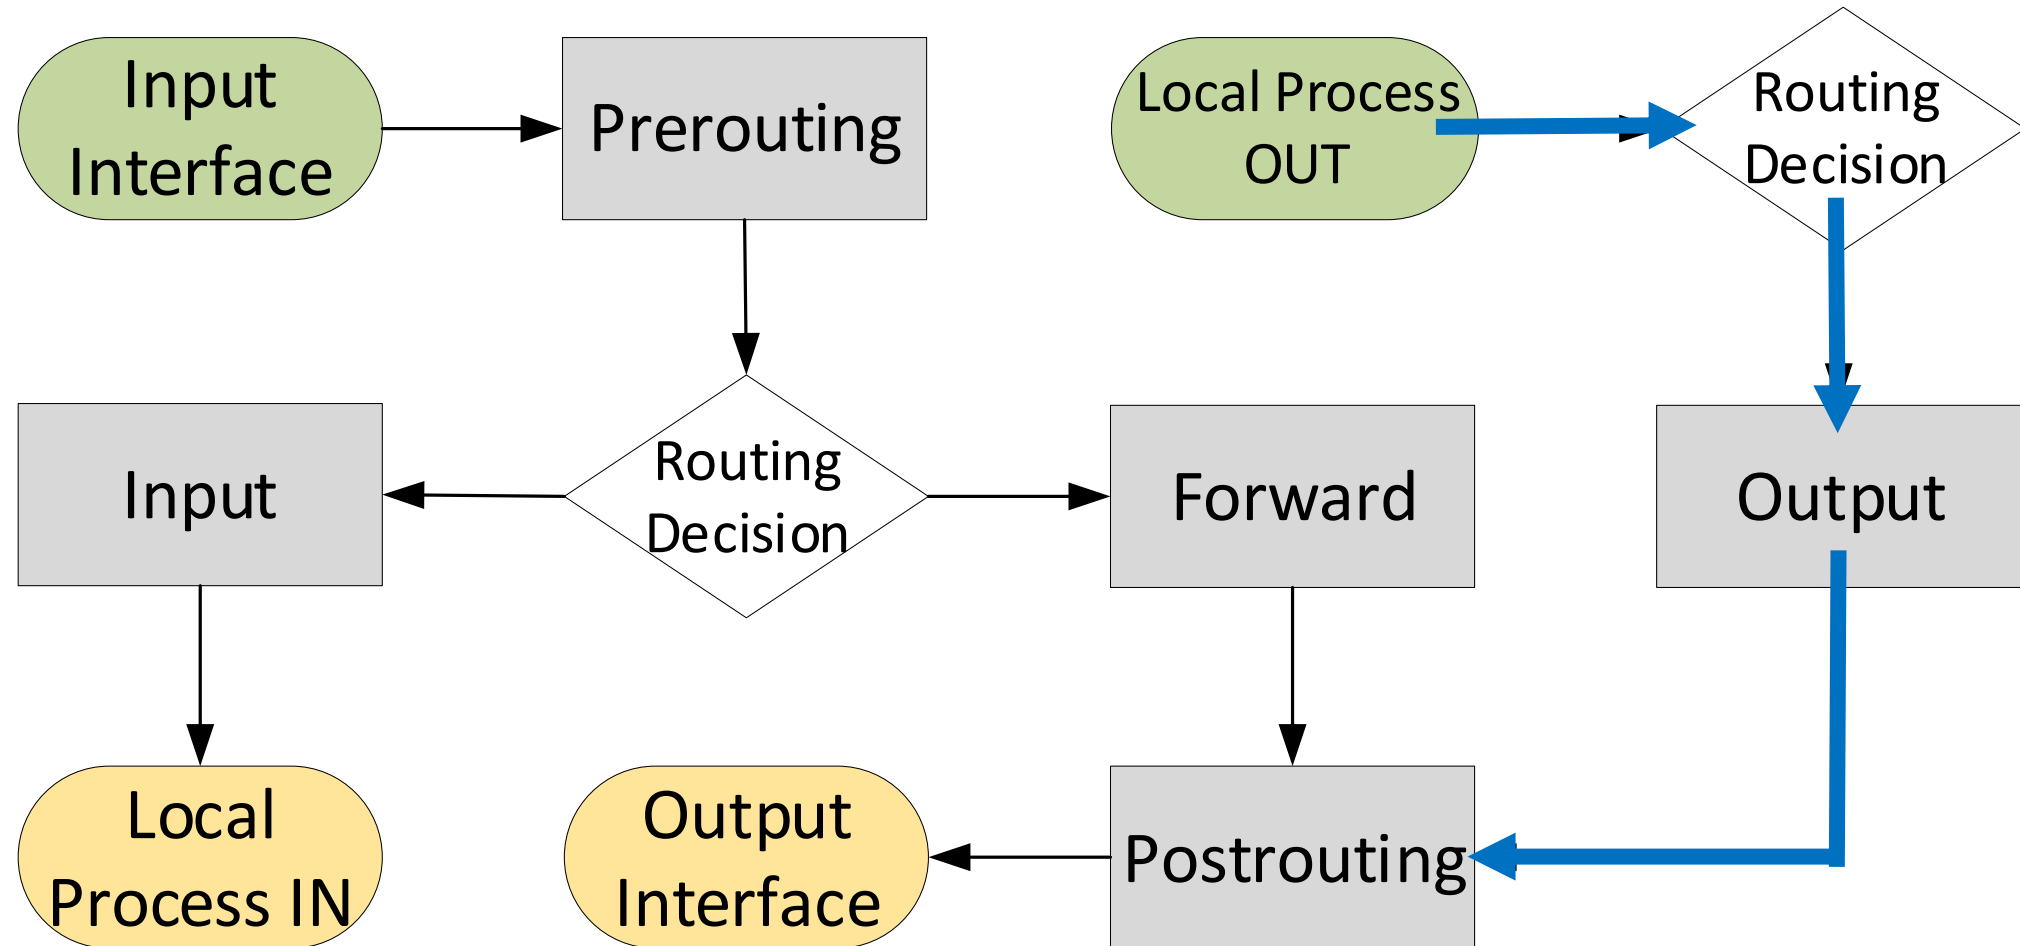 Input
Interface
Prerouting
Local Process
OUT
Routing
Decision
Input
Routing
Decision
Forward
Output
Local
Process IN
Output
Interface
Postrouting